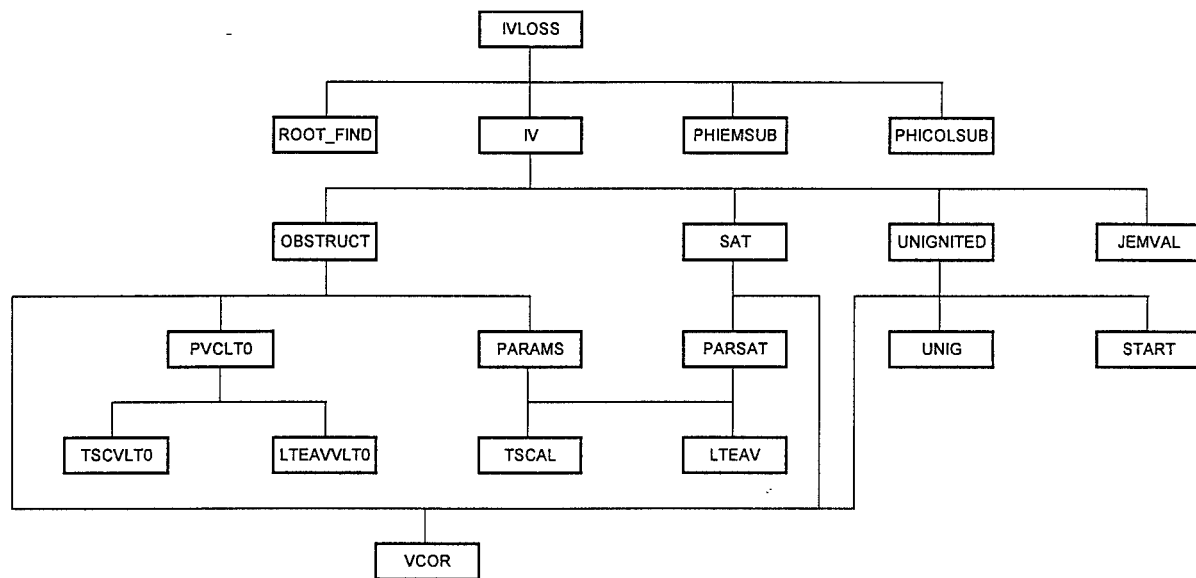 IVLOSS
ROOT_FIND
IV
PHIEMSUB
PHICOLSUB
OBSTRUCT
SAT
UNIGNITED
JEMVAL
PVCLT0
PARAMS
PARSAT
UNIG
START
TSCVLT0
LTEAVVLT0
TSCAL
LTEAV
VCOR